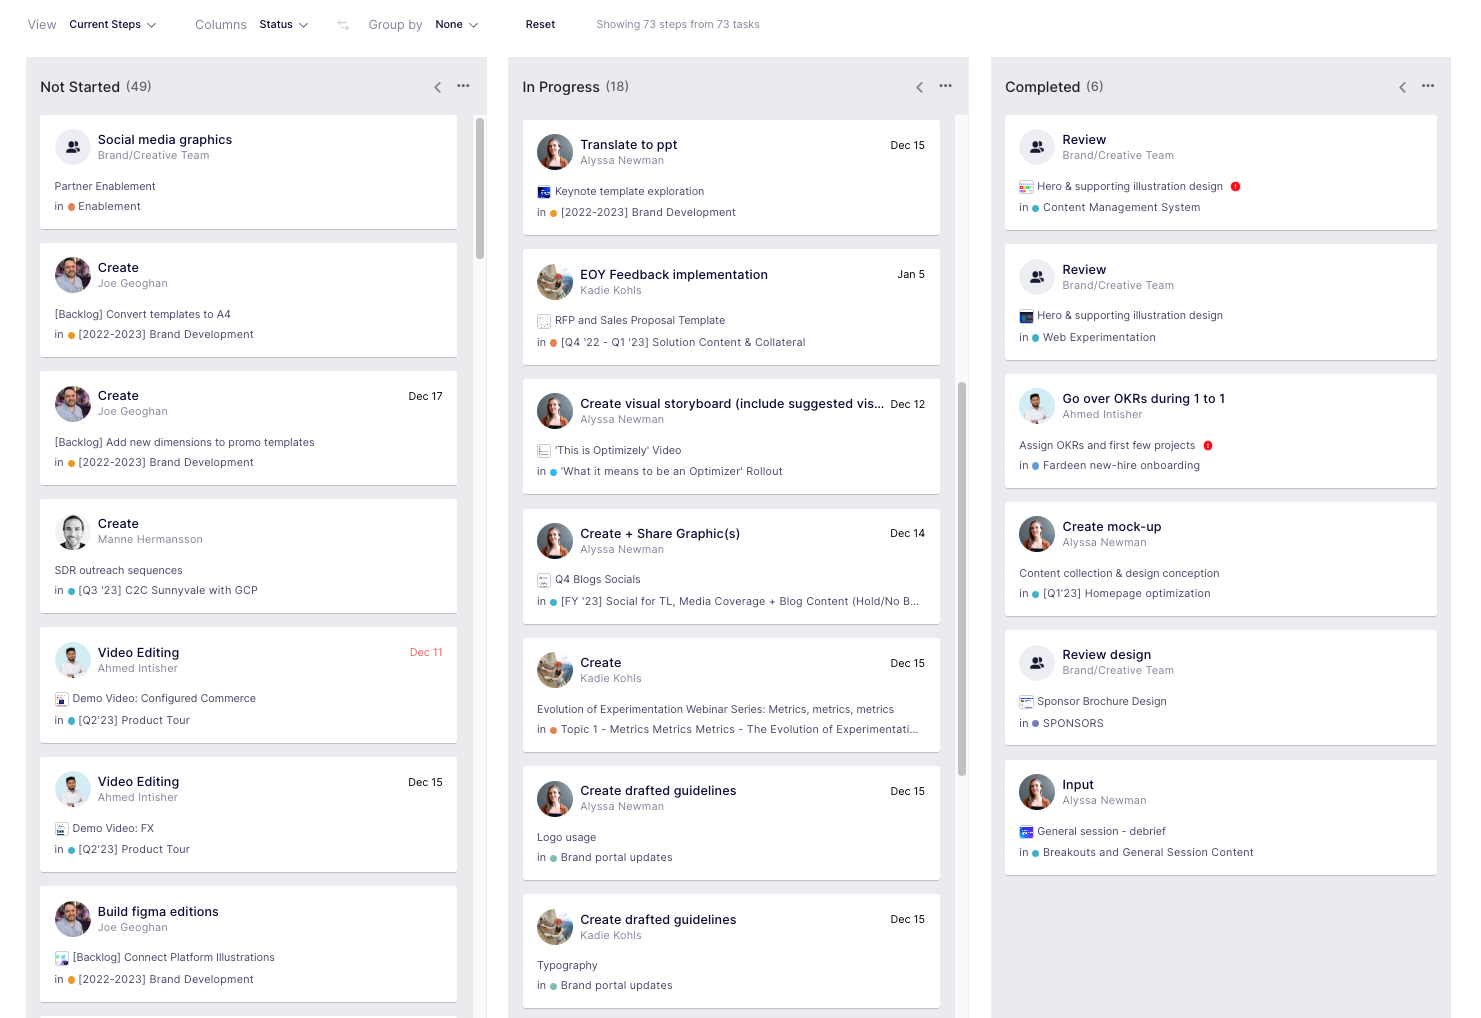 View Current Steps Columns Status Group by None Reset Showing 73 steps from 73 tasks
Not Started (49)
Social media graphics
Brand/Creative Team
Partner Enablement
in Enablement
Create
Joe Geoghan
[Backlog] Convert templates to A4
in [2022-2023] Brand Development
Create Dec 17
Joe Geoghan
[Backlog] Add new dimensions to promo templates
in [2022-2023] Brand Development
Create
Manne Hermansson
SDR outreach sequences
in [Q3 '23] C2C Sunnyvale with GCP
Video Editing Dec 11
Ahmed Intisher
Demo Video: Configured Commerce
in [Q2'23] Product Tour
Video Editing Dec 15
Ahmed Intisher
Demo Video: FX
in [Q2'23] Product Tour
Build figma editions
Joe Geoghan
[Backlog] Connect Platform Illustrations
in [2022-2023] Brand Development
In Progress (18)
Translate to ppt Dec 15
Alyssa Newman
Keynote template exploration
in [2022-2023] Brand Development
EOY Feedback implementation Jan 5
Kadie Kohls
RFP and Sales Proposal Template
in [Q4 '22 - Q1 '23] Solution Content & Collateral
Create visual storyboard (include suggested vis... Dec 12
Alyssa Newman
'This is Optimizely' Video
in 'What it means to be an Optimizer' Rollout
Create + Share Graphic(s) Dec 14
Alyssa Newman
Q4 Blogs Socials
in [FY '23] Social for TL, Media Coverage + Blog Content (Hold/No B...
Create Dec 15
Kadie Kohls
Evolution of Experimentation Webinar Series: Metrics, metrics, metrics
in Topic 1 - Metrics Metrics Metrics - The Evolution of Experimentati...
Create drafted guidelines Dec 15
Alyssa Newman
Logo usage
in Brand portal updates
Create drafted guidelines Dec 15
Kadie Kohls
Typography
in Brand portal updates
Completed (6)
Review
Brand/Creative Team
Hero & supporting illustration design
in Content Management System
Review
Brand/Creative Team
Hero & supporting illustration design
in Web Experimentation
Go over OKRs during 1 to 1
Ahmed Intisher
Assign OKRs and first few projects
in Fardeen new-hire onboarding
Create mock-up
Alyssa Newman
Content collection & design conception
in [Q1'23] Homepage optimization
Review design
Brand/Creative Team
Sponsor Brochure Design
in SPONSORS
Input
Alyssa Newman
General session - debrief
in Breakouts and General Session Content